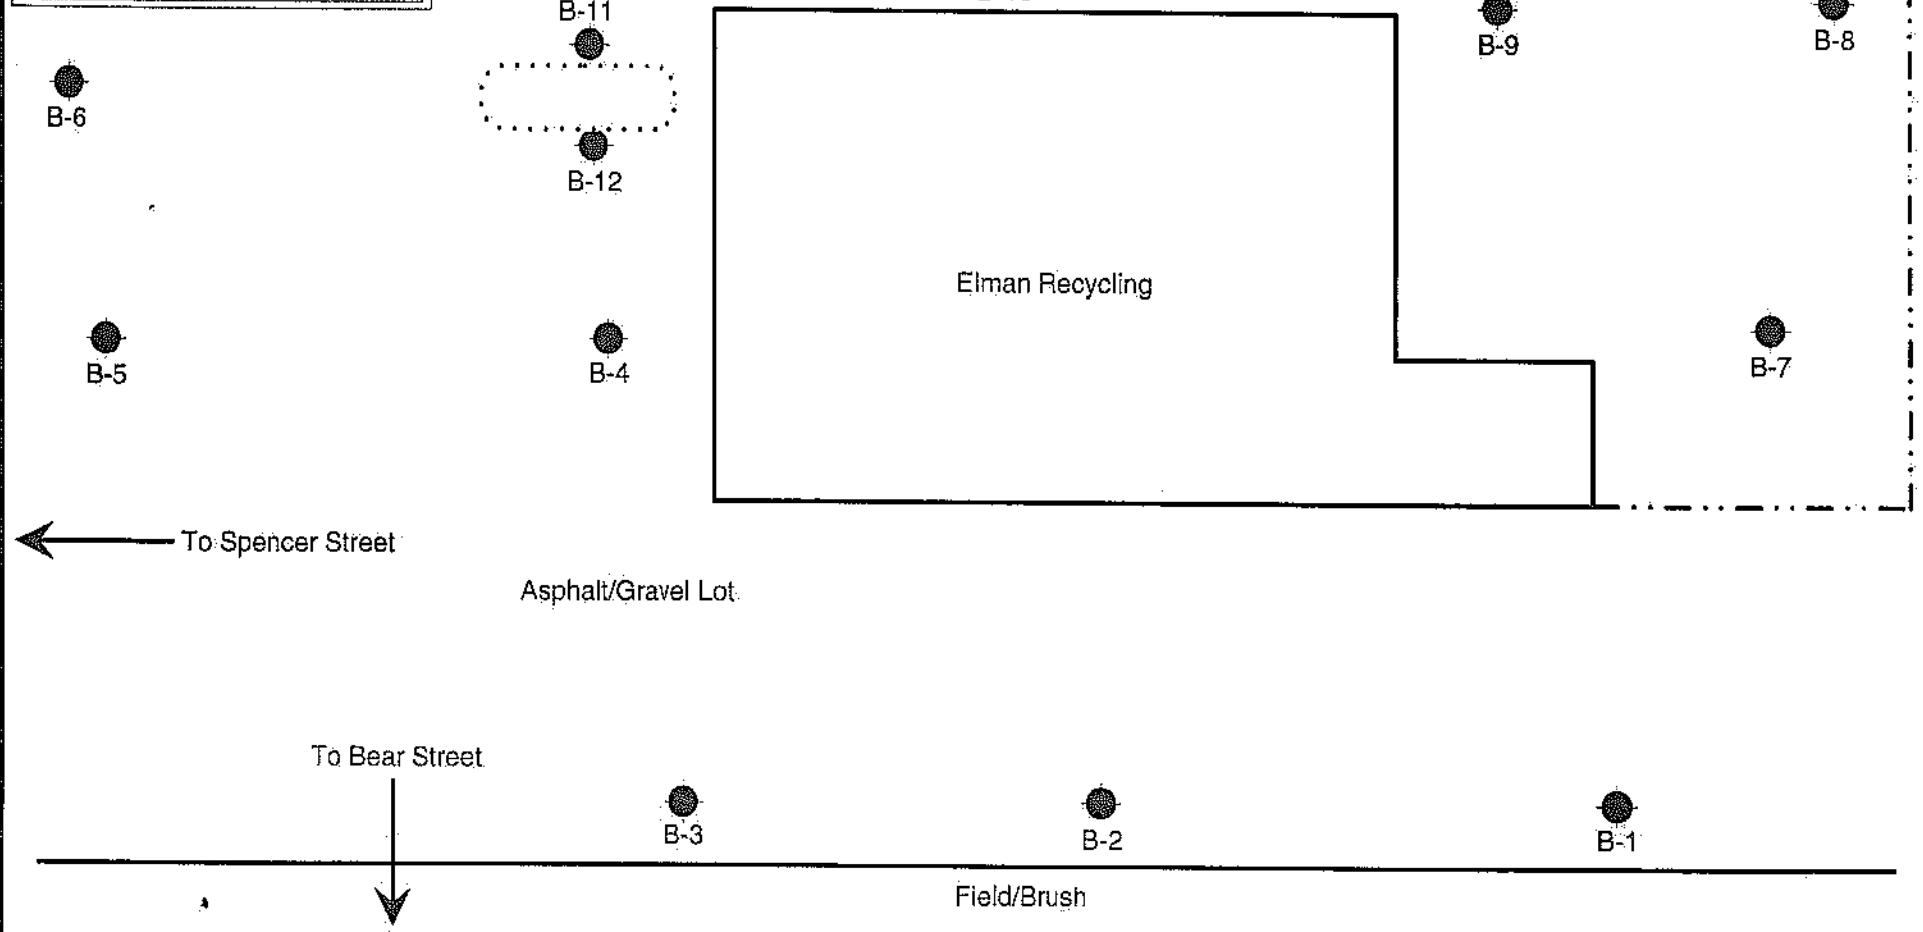 B-11
B-9
B-8
B-6
B-12
Elman Recycling
B-5
B-4
B-7
To Spencer Street
Asphalt/Gravel Lot
To Bear Street
B-3
B-2
B-1
Field/Brush